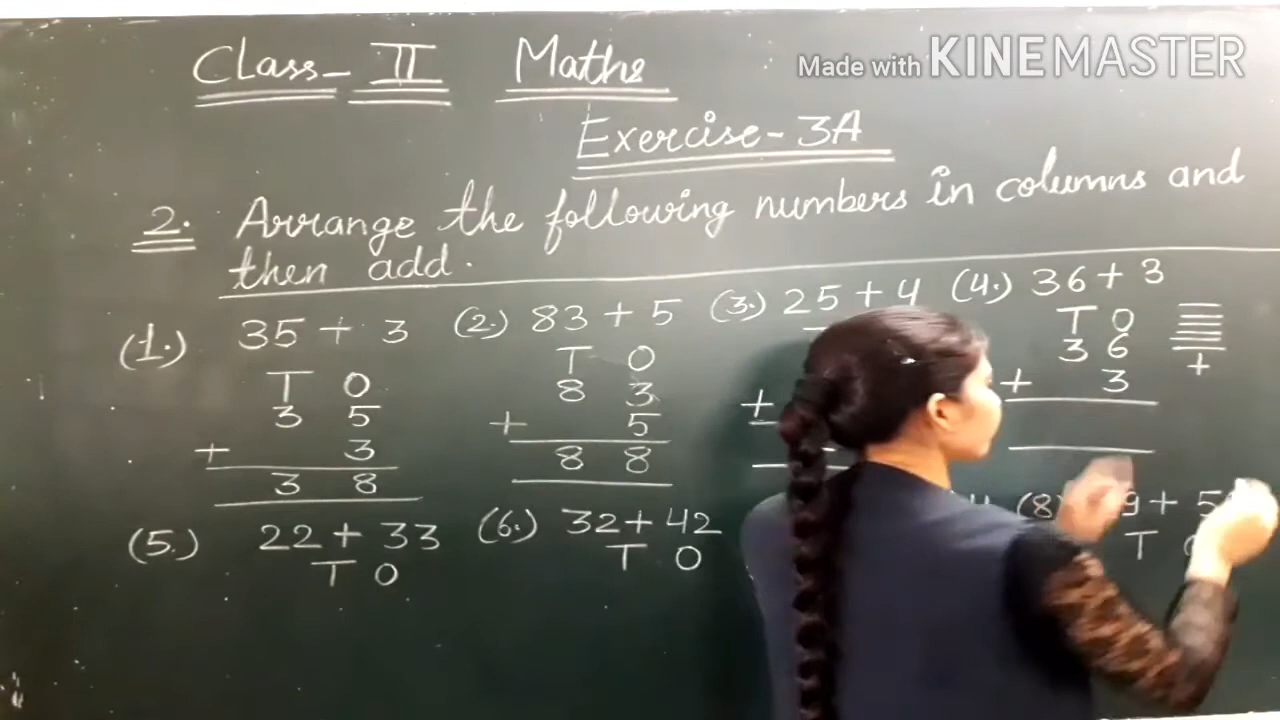 Made with KINEMASTER
Class- II Maths
Exercise-3A
2. Arrange the following numbers in columns and
then add.
(1.) 35 + 3 (2.) 83 + 5 (3.) 25 + 4 (4.) 36 + 3
T O
3 5
+ 3
3 8
T O
8 3
+ 5
8 8
+
T O
3 6
+ 3
+
(5.) 22 + 33 (6.) 32 + 42 (8)
T O
T O
T